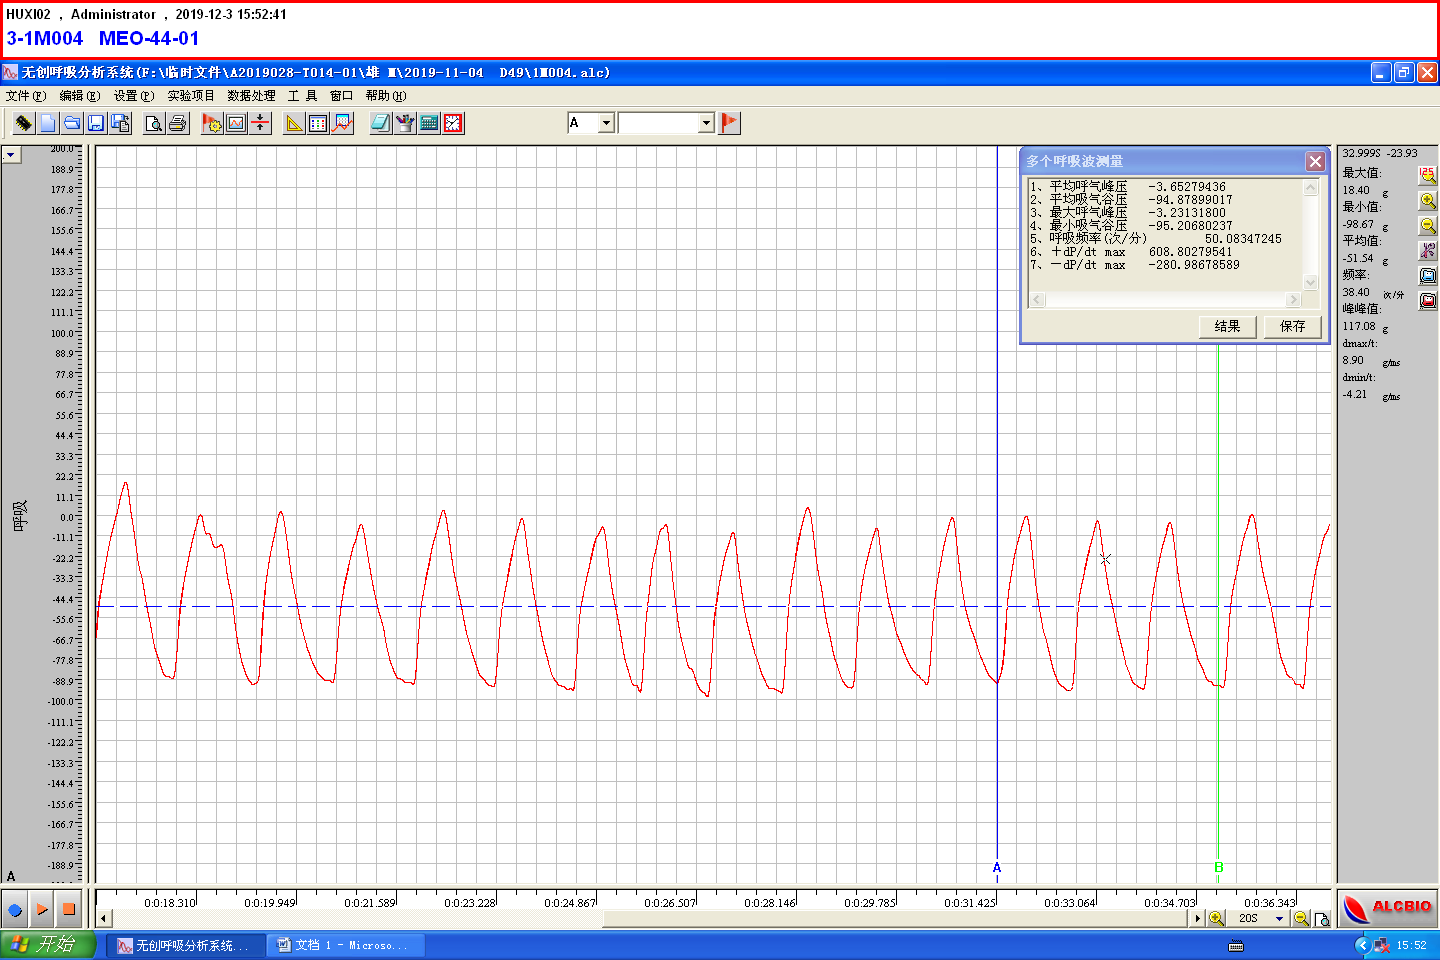 HUXI02 , Administrator , 2019-12-3 15:52:41
3-1M004 MEO-44-01
无创呼吸分析系统(F:\临时文件\A2019028-T014-01\雄 M\2019-11-04 D49\1M004.alc)
文件(F) 编辑(E) 设置(P) 实验项目 数据处理 工 具 窗口 帮助(H)
A
200.0
188.9
177.8
166.7
155.6
144.4
133.3
122.2
111.1
100.0
88.9
77.8
66.7
55.6
44.4
33.3
22.2
11.1
0.0
-11.1
-22.2
-33.3
-44.4
-55.6
-66.7
-77.8
-88.9
-100.0
-111.1
-122.2
-133.3
-144.4
-155.6
-166.7
-177.8
-188.9
呼吸
A
多个呼吸波测量
1、平均呼气峰压 -3.65279436
2、平均吸气谷压 -94.87899017
3、最大呼气峰压 -3.23131800
4、最小吸气谷压 -95.20680237
5、呼吸频率(次/分) 50.08347245
6、＋dP/dt max 608.80279541
7、－dP/dt max -280.98678589
结果 保存
32.999S -23.93
最大值:
18.40 g
最小值:
-98.67 g
平均值:
-51.54 g
频率:
38.40 次/分
峰峰值:
117.08 g
dmax/t:
8.90 g/ms
dmin/t:
-4.21 g/ms
125
A
B
0:0:18.310 0:0:19.949 0:0:21.589 0:0:23.228 0:0:24.867 0:0:26.507 0:0:28.146 0:0:29.785 0:0:31.425 0:0:33.064 0:0:34.703 0:0:36.343
20S
ALCBIO
开始 无创呼吸分析系统... 文档 1 - Microso... 15:52